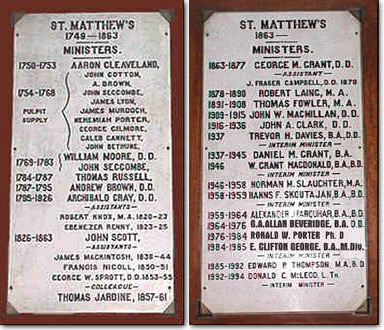 ST. MATTHEW'S
1749-1863
MINISTERS.
1750-1753 AARON CLEAVELAND,
JOHN COTTON,
A. BROWN,
1754-1768 JOHN SECCOMBE,
JAMES LYON,
PULPIT JAMES MURDOCH,
SUPPLY NEHEMIAH PORTER,
GEORGE GILMORE,
CALEB GANNETT,
JOHN BETHUNE,
1769-1783 WILLIAM MOORE, D.D.
JOHN SECCOMBE,
1784-1787 THOMAS RUSSELL,
1787-1795 ANDREW BROWN, D.D.
1795-1826 ARCHIBALD GRAY, D.D.
—ASSISTANTS—
ROBERT KNOX, M.A. 1820-23
EBENEZER RENNY, 1823-25
1826-1863 JOHN SCOTT,
—ASSISTANTS—
JAMES MACKINTOSH, 1838-44
FRANCIS NICOLL, 1850-51
GEORGE W. SPROTT, D.D. 1853-55
—COLLEAGUE—
THOMAS JARDINE, 1857-61
ST. MATTHEW'S
1863—
MINISTERS.
1863-1877 GEORGE M. GRANT, D.D.
—ASSISTANT—
J. FRASER CAMPBELL, D.D. 1870
1878-1890 ROBERT LAING, M.A.
1891-1908 THOMAS FOWLER, M.A.
1909-1915 JOHN W. MACMILLAN, D.D.
1916-1936 JOHN A. CLARK, D.D.
1937 TREVOR H. DAVIES, B.A., D.D.
INTERIM MINISTER
1937-1945 DANIEL M. GRANT, B.A.
1946 W. GRANT MACDONALD, B.A., B.D.
INTERIM MINISTER
1946-1958 NORMAN H. SLAUGHTER, M.A.
1958-1959 HANNS F. SKOUTAJAN, B.A., B.D.
INTERIM MINISTER
1959-1964 ALEXANDER FARQUHAR, B.A., B.D.
1964-1976 G.A. ALLAN BEVERIDGE, B.A. D.D.
1976-1984 RONALD W. PORTER Ph. D
1984-1985 E. CLIFTON GEORGE, B.A., M.Div.
INTERIM MINISTER
1985-1992 EDWARD P THOMPSON, M.A., B.D
1992-1994 DONALD C. McLEOD, L. Th.
— INTERIM MINISTER